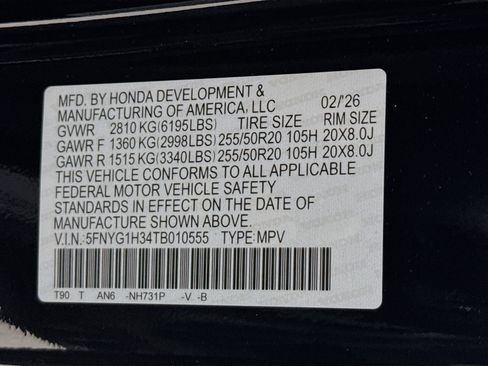 MFD. BY HONDA DEVELOPMENT &
MANUFACTURING OF AMERICA, LLC 02/'26
GVWR 2810 KG(6195LBS) TIRE SIZE RIM SIZE
GAWR F 1360 KG(2998LBS) 255/50R20 105H 20X8.0J
GAWR R 1515 KG(3340LBS) 255/50R20 105H 20X8.0J
THIS VEHICLE CONFORMS TO ALL APPLICABLE
FEDERAL MOTOR VEHICLE SAFETY
STANDARDS IN EFFECT ON THE DATE OF
MANUFACTURE SHOWN ABOVE.
V.I.N.:5FNYG1H34TB010555 TYPE:MPV
T90 T AN6 -NH731P -V -B